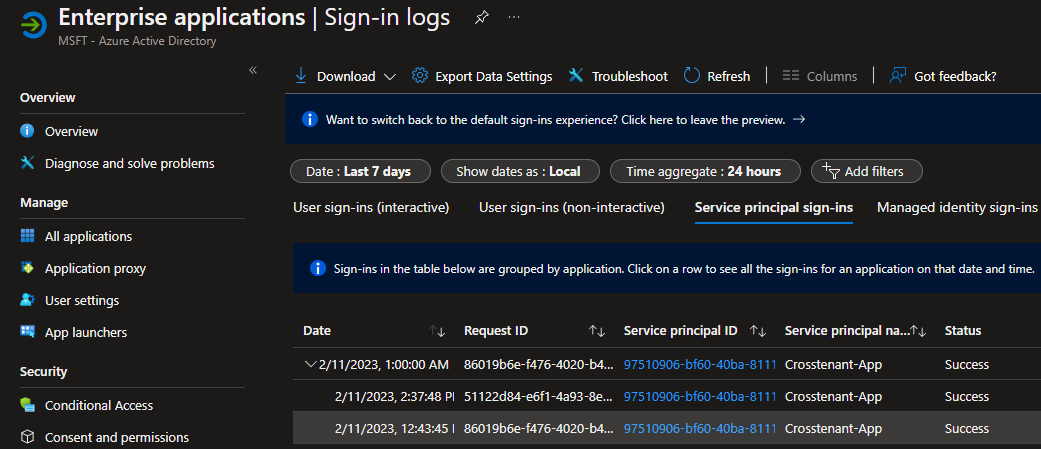 Enterprise applications | Sign-in logs
MSFT - Azure Active Directory
Overview
Overview
Diagnose and solve problems
Manage
All applications
Application proxy
User settings
App launchers
Security
Conditional Access
Consent and permissions
Download
Export Data Settings
Troubleshoot
Refresh
Columns
Got feedback?
Want to switch back to the default sign-ins experience? Click here to leave the preview. →
Date : Last 7 days
Show dates as : Local
Time aggregate : 24 hours
Add filters
User sign-ins (interactive)
User sign-ins (non-interactive)
Service principal sign-ins
Managed identity sign-ins
Sign-ins in the table below are grouped by application. Click on a row to see all the sign-ins for an application on that date and time.
Date Request ID Service principal ID Service principal na... Status
2/11/2023, 1:00:00 AM 86019b6e-f476-4020-b4... 97510906-bf60-40ba-8111 Crosstenant-App Success
2/11/2023, 2:37:48 51122d84-e6f1-4a93-8e... 97510906-bf60-40ba-8111 Crosstenant-App Success
2/11/2023, 12:43:45 86019b6e-f476-4020-b4... 97510906-bf60-40ba-8111 Crosstenant-App Success